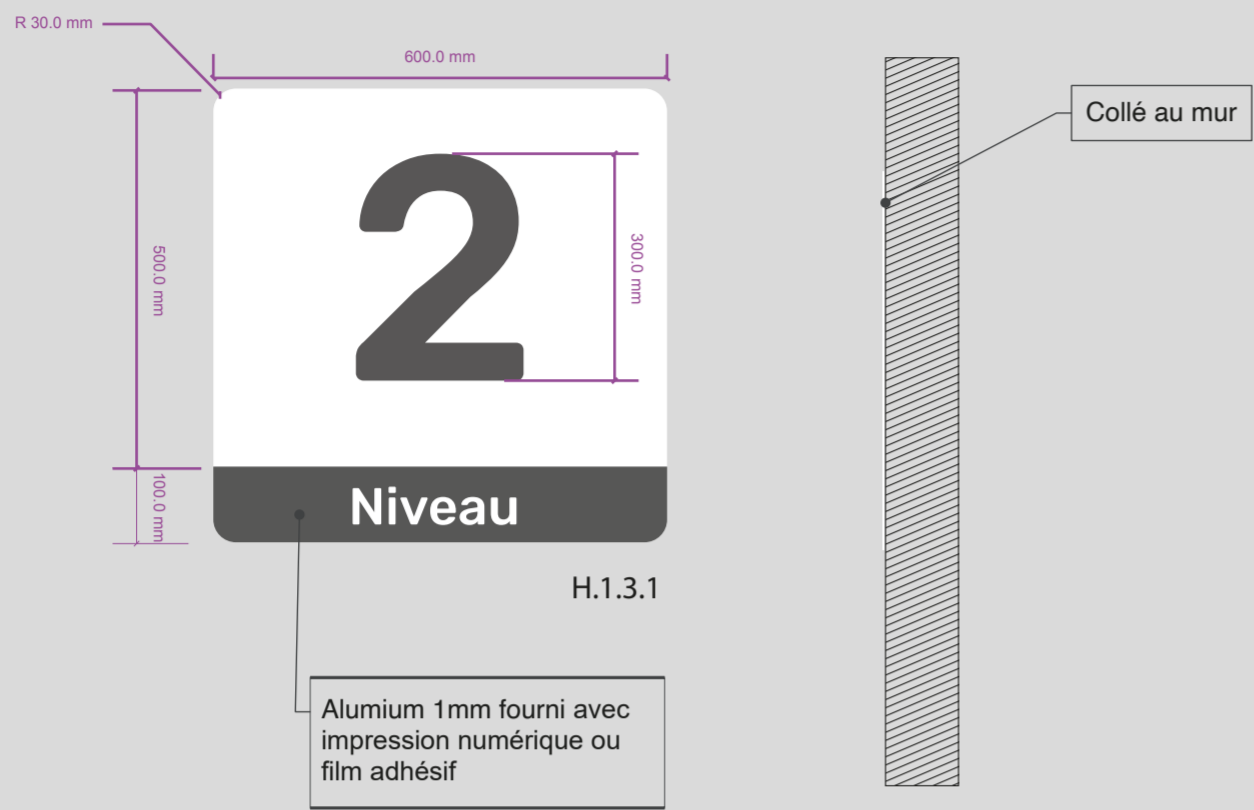 R 30.0 mm
600.0 mm
Collé au mur
2
300.0 mm
500.0 mm
100.0 mm
Niveau
H.1.3.1
Alumium 1mm fourni avec
impression numérique ou
film adhésif